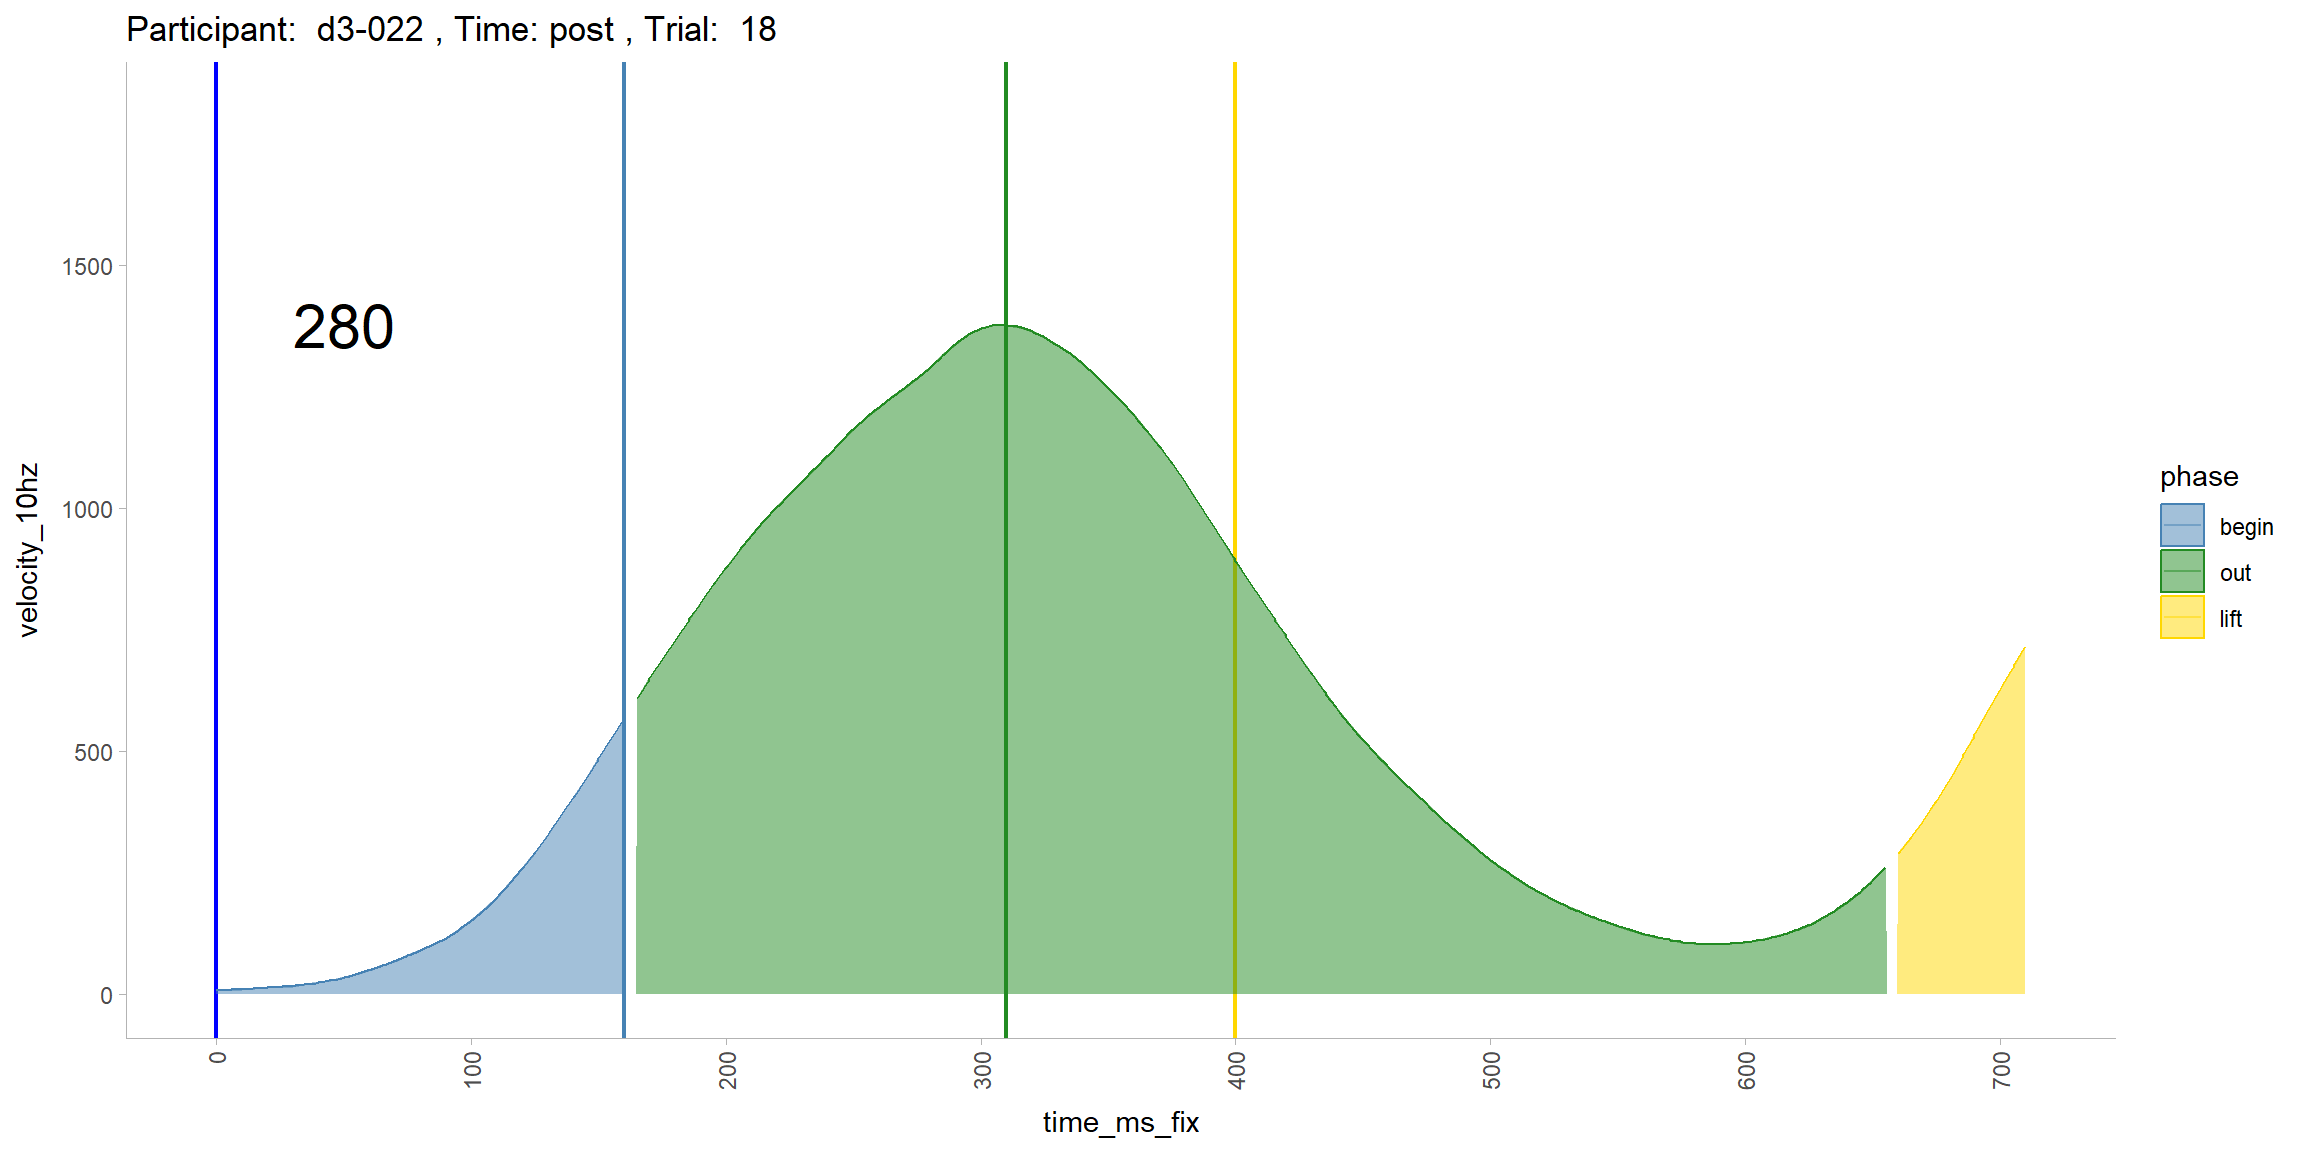 Participant:  d3-022 , Time: post , Trial:  18
velocity_10hz
1500
1000
500
0
280
0
100
200
300
400
500
600
700
time_ms_fix
phase
begin
out
lift